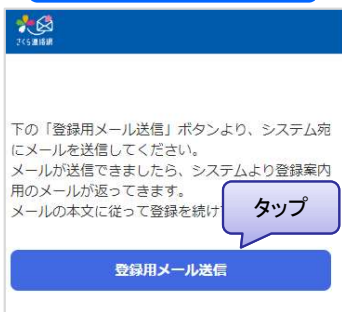 さくら連絡網
下の「登録用メール送信」ボタンより、システム宛
にメールを送信してください。
メールが送信できましたら、システムより登録案内
用のメールが返ってきます。
メールの本文に従って登録を続け
タップ
登録用メール送信